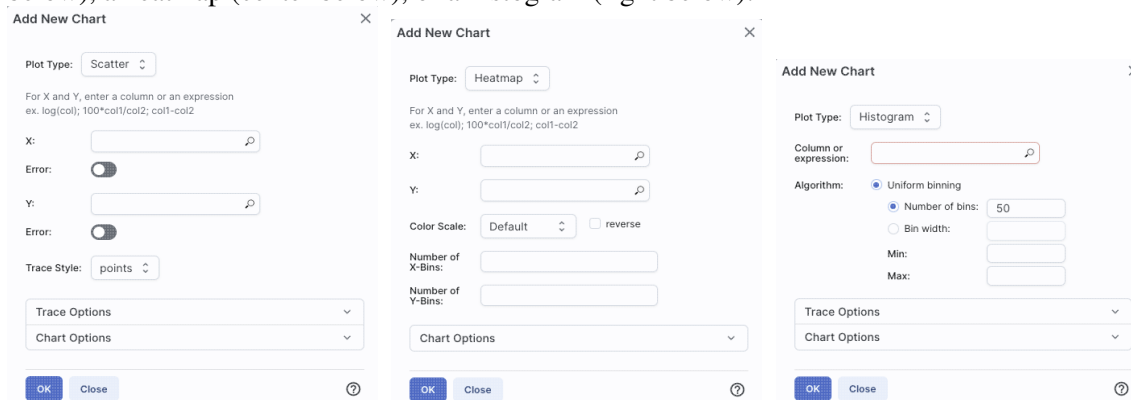 Add New Chart
Plot Type: Scatter
For X and Y, enter a column or an expression
ex. log(col); 100*col1/col2; col1-col2
X:
Error:
Y:
Error:
Trace Style: points
Trace Options
Chart Options
OK Close
Add New Chart
Plot Type: Heatmap
For X and Y, enter a column or an expression
ex. log(col); 100*col1/col2; col1-col2
X:
Y:
Color Scale: Default reverse
Number of
X-Bins:
Number of
Y-Bins:
Chart Options
OK Close
Add New Chart
Plot Type: Histogram
Column or
expression:
Algorithm: Uniform binning
Number of bins: 50
Bin width:
Min:
Max:
Trace Options
Chart Options
OK Close